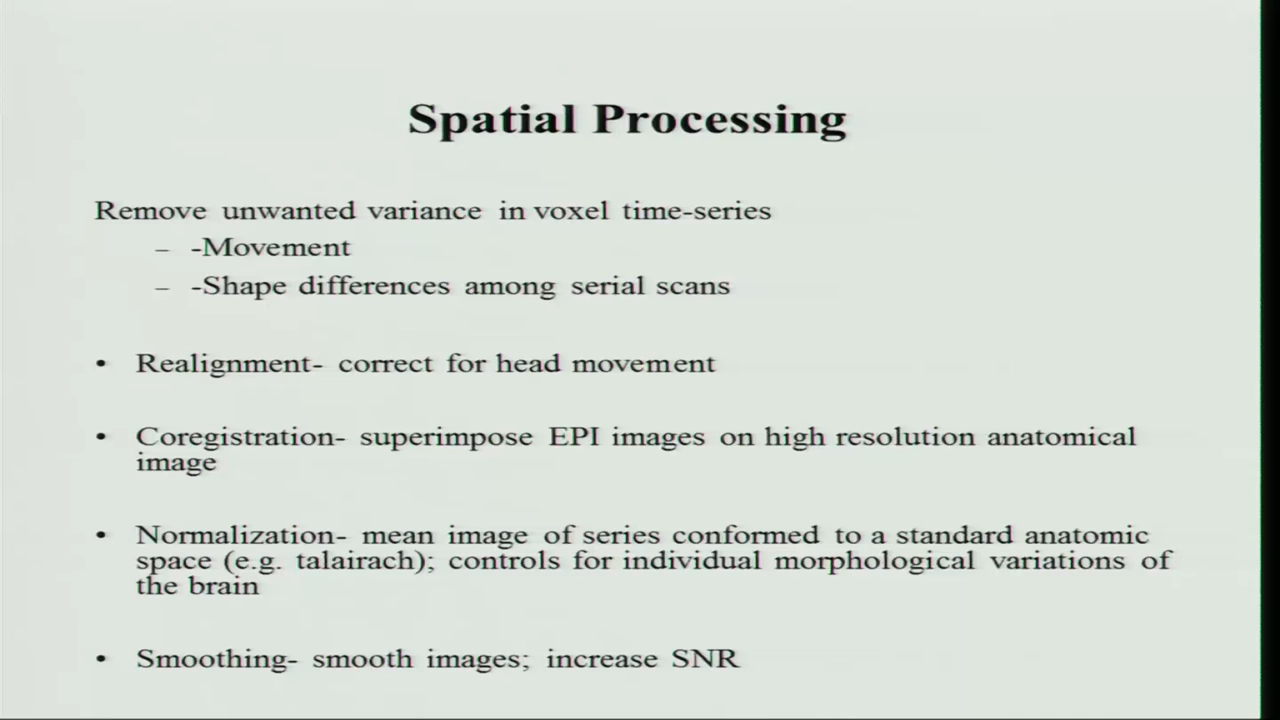 Spatial Processing
Remove unwanted variance in voxel time-series
– -Movement
– -Shape differences among serial scans
• Realignment- correct for head movement
• Coregistration- superimpose EPI images on high resolution anatomical
image
• Normalization- mean image of series conformed to a standard anatomic
space (e.g. talairach); controls for individual morphological variations of
the brain
• Smoothing- smooth images; increase SNR